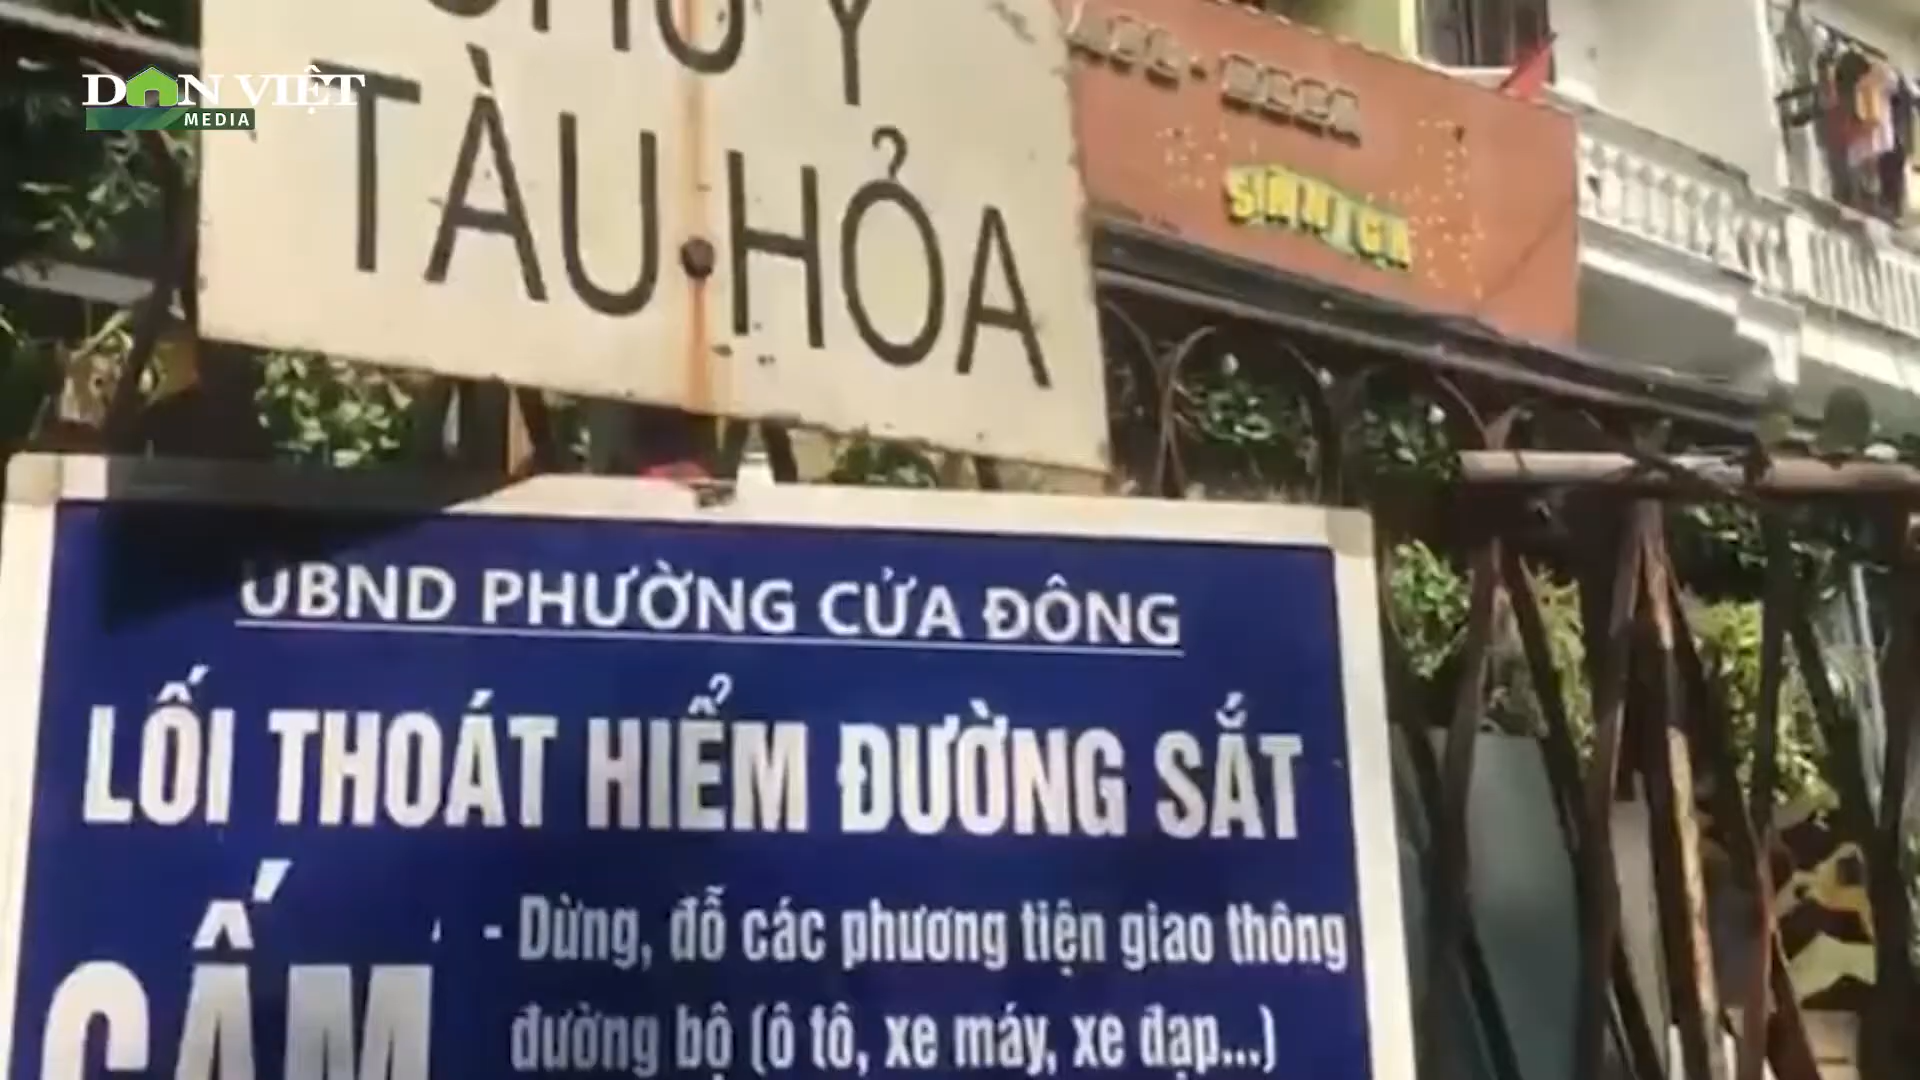 CHÚ Ý
TÀU HỎA
DÂN VIỆT
MEDIA
UBND PHƯỜNG CỬA ĐÔNG
LỐI THOÁT HIỂM ĐƯỜNG SẮT
CẤM
- Dừng, đỗ các phương tiện giao thông
đường bộ (ô tô, xe máy, xe đạp...)